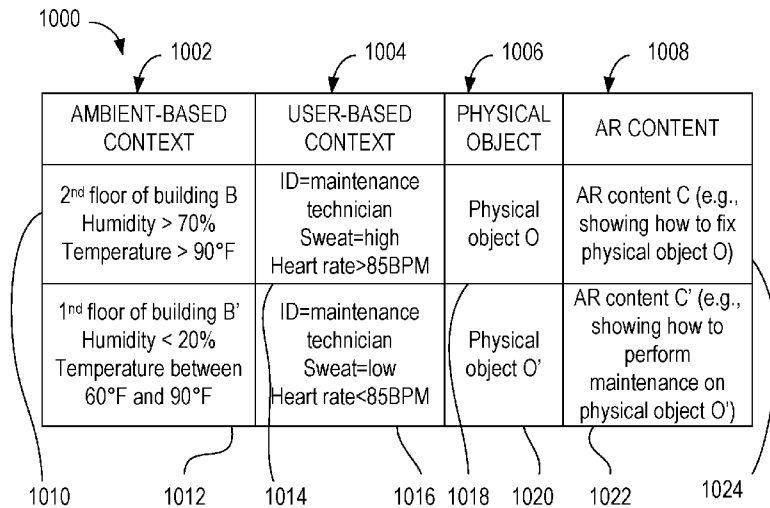 1000
1002
1004
1006
1008
AMBIENT-BASED
CONTEXT
USER-BASED
CONTEXT
PHYSICAL
OBJECT
AR CONTENT
2nd floor of building B
Humidity > 70%
Temperature > 90°F
ID=maintenance
technician
Sweat=high
Heart rate>85BPM
Physical
object O
AR content C (e.g.,
showing how to fix
physical object O)
1nd floor of building B'
Humidity < 20%
Temperature between
60°F and 90°F
ID=maintenance
technician
Sweat=low
Heart rate<85BPM
Physical
object O'
AR content C' (e.g.,
showing how to
perform
maintenance on
physical object O')
1010
1012
1014
1016
1018
1020
1022
1024